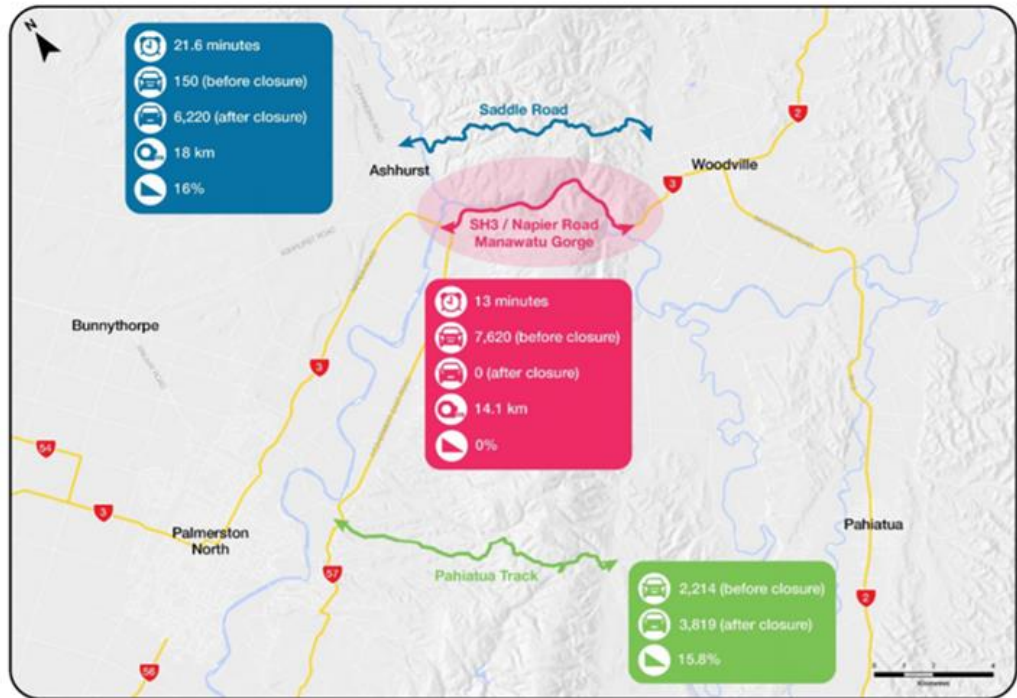 N
21.6 minutes
150 (before closure)
6,220 (after closure)
18 km
16%
Saddle Road
2
Ashhurst
Woodville
3
SH3 / Napier Road
Manawatu Gorge
ASHHURST ROAD
13 minutes
7,620 (before closure)
0 (after closure)
14.1 km
0%
Bunnythorpe
3
54
3
Palmerston
North
Pahiatua
57
Pahiatua Track
2,214 (before closure)
3,819 (after closure)
15.8%
2
56
Kilometres